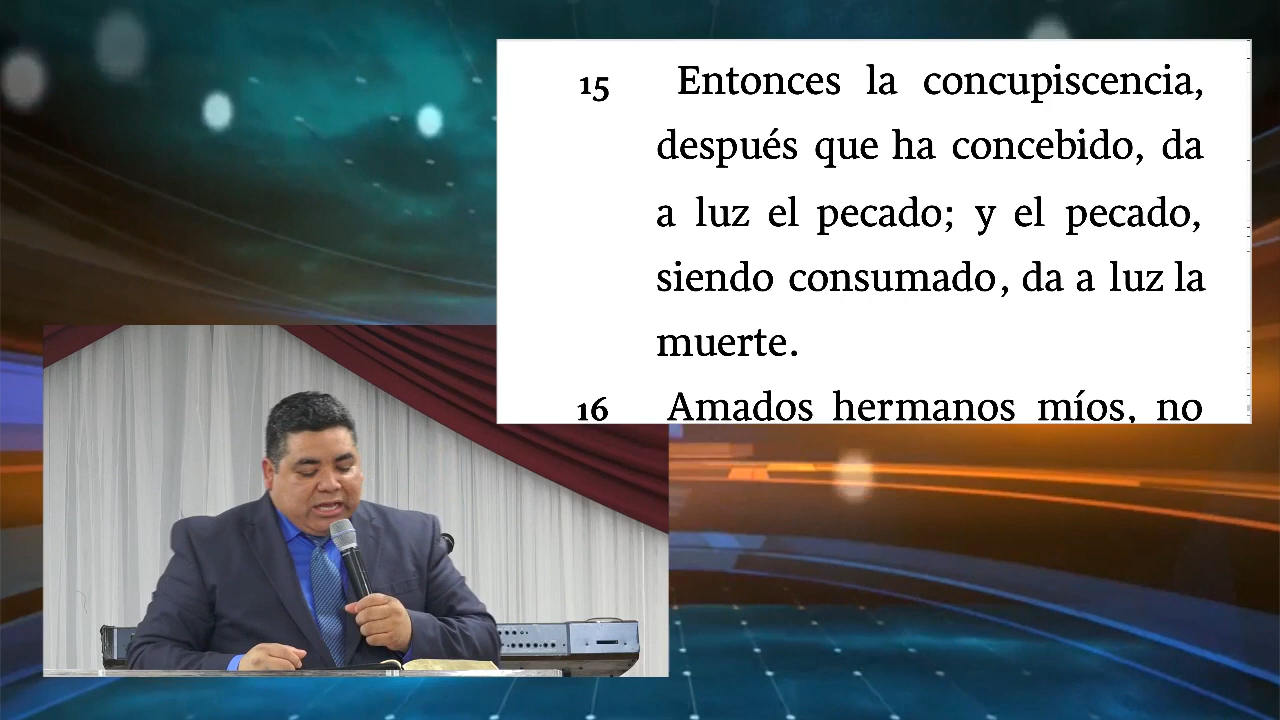 15 Entonces la concupiscencia,
después que ha concebido, da
a luz el pecado; y el pecado,
siendo consumado, da a luz la
muerte.
16 Amados hermanos míos, no